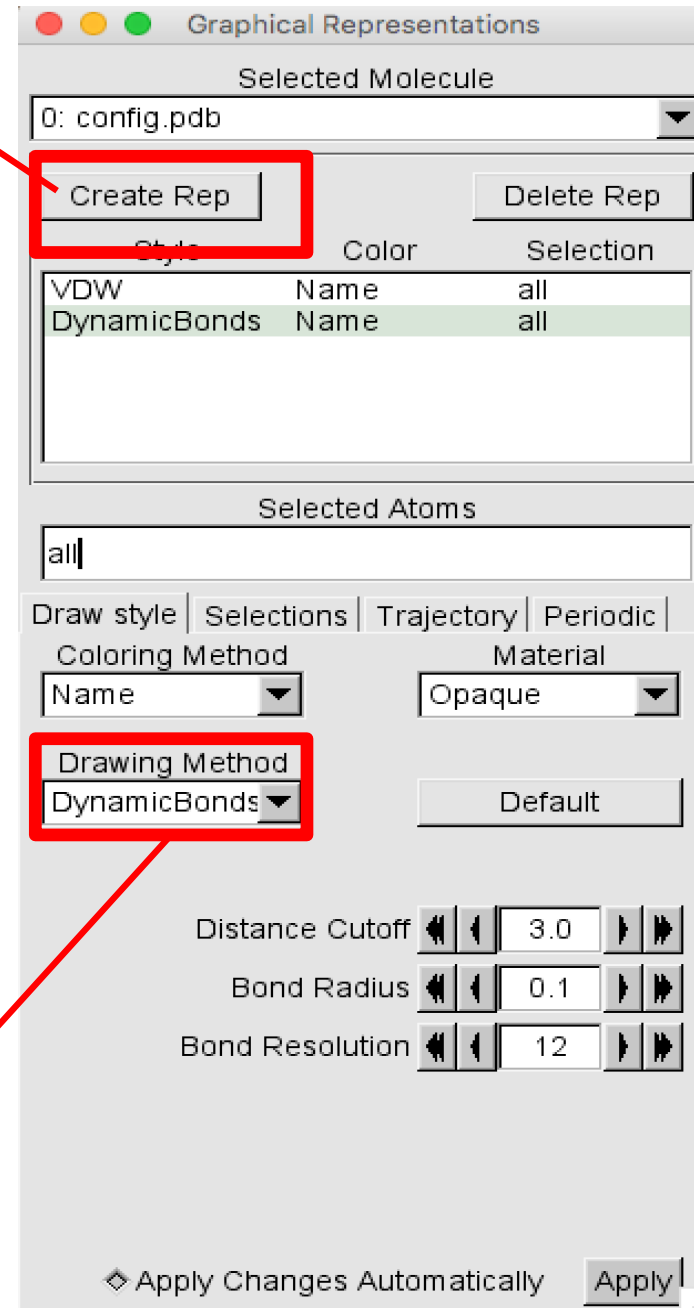 Graphical Representations
Selected Molecule
0: config.pdb
Create Rep Delete Rep
Style Color Selection
VDW Name all
DynamicBonds Name all
Selected Atoms
all
Draw style Selections Trajectory Periodic
Coloring Method Material
Name Opaque
Drawing Method
DynamicBonds Default
Distance Cutoff 3.0
Bond Radius 0.1
Bond Resolution 12
Apply Changes Automatically Apply